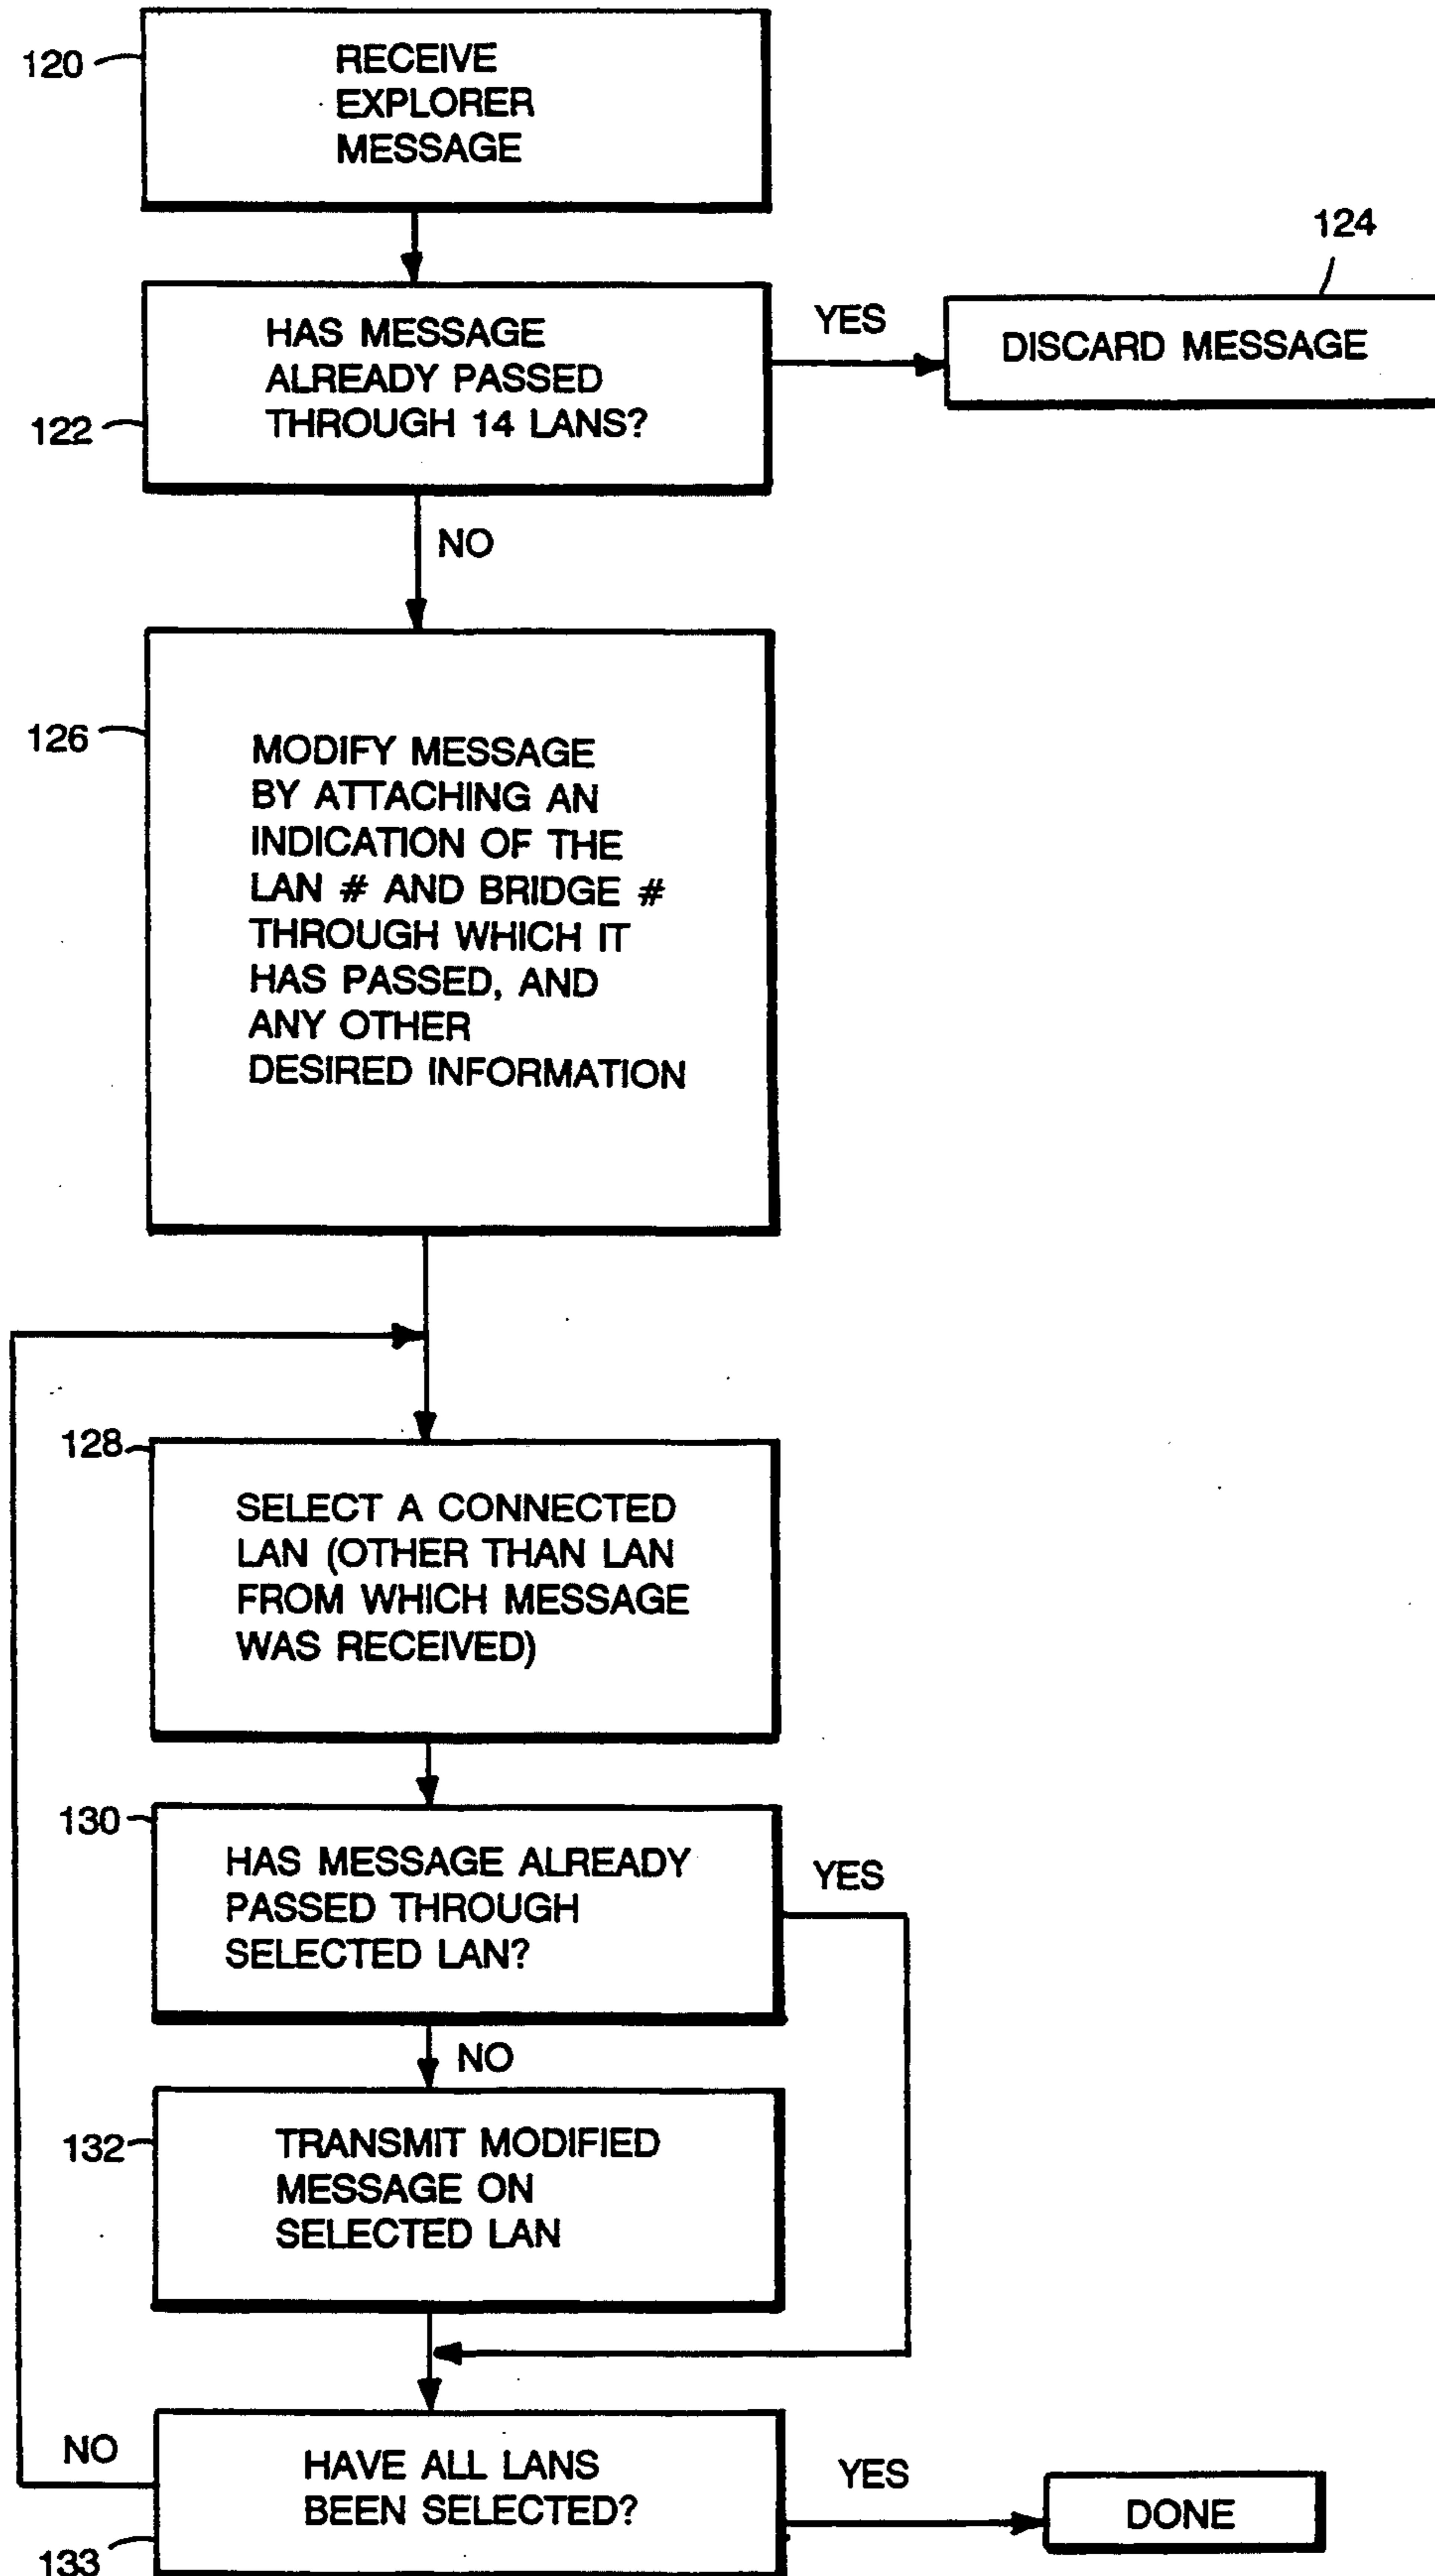 120
RECEIVE
EXPLORER
MESSAGE
124
HAS MESSAGE
ALREADY PASSED
THROUGH 14 LANS?
122
YES
DISCARD MESSAGE
NO
126
MODIFY MESSAGE
BY ATTACHING AN
INDICATION OF THE
LAN # AND BRIDGE #
THROUGH WHICH IT
HAS PASSED, AND
ANY OTHER
DESIRED INFORMATION
128
SELECT A CONNECTED
LAN (OTHER THAN LAN
FROM WHICH MESSAGE
WAS RECEIVED)
130
HAS MESSAGE ALREADY
PASSED THROUGH
SELECTED LAN?
YES
NO
132
TRANSMIT MODIFIED
MESSAGE ON
SELECTED LAN
NO
HAVE ALL LANS
BEEN SELECTED?
YES
DONE
133